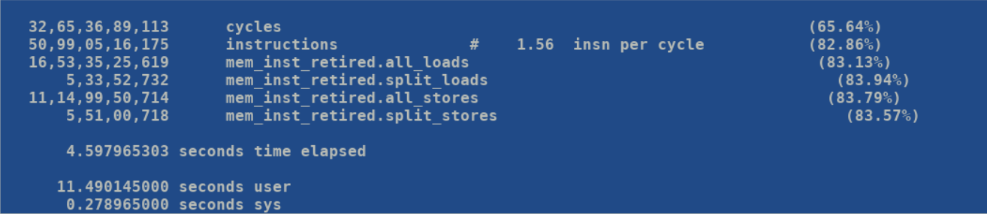 32,65,36,89,113 cycles (65.64%)
50,99,05,16,175 instructions # 1.56 insn per cycle (82.86%)
16,53,35,25,619 mem_inst_retired.all_loads (83.13%)
5,33,52,732 mem_inst_retired.split_loads (83.94%)
11,14,99,50,714 mem_inst_retired.all_stores (83.79%)
5,51,00,718 mem_inst_retired.split_stores (83.57%)
4.597965303 seconds time elapsed
11.490145000 seconds user
0.278965000 seconds sys